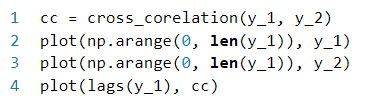 1 cc = cross_corelation(y_1, y_2)
2 plot(np.arange(0, len(y_1)), y_1)
3 plot(np.arange(0, len(y_1)), y_2)
4 plot(lags(y_1), cc)